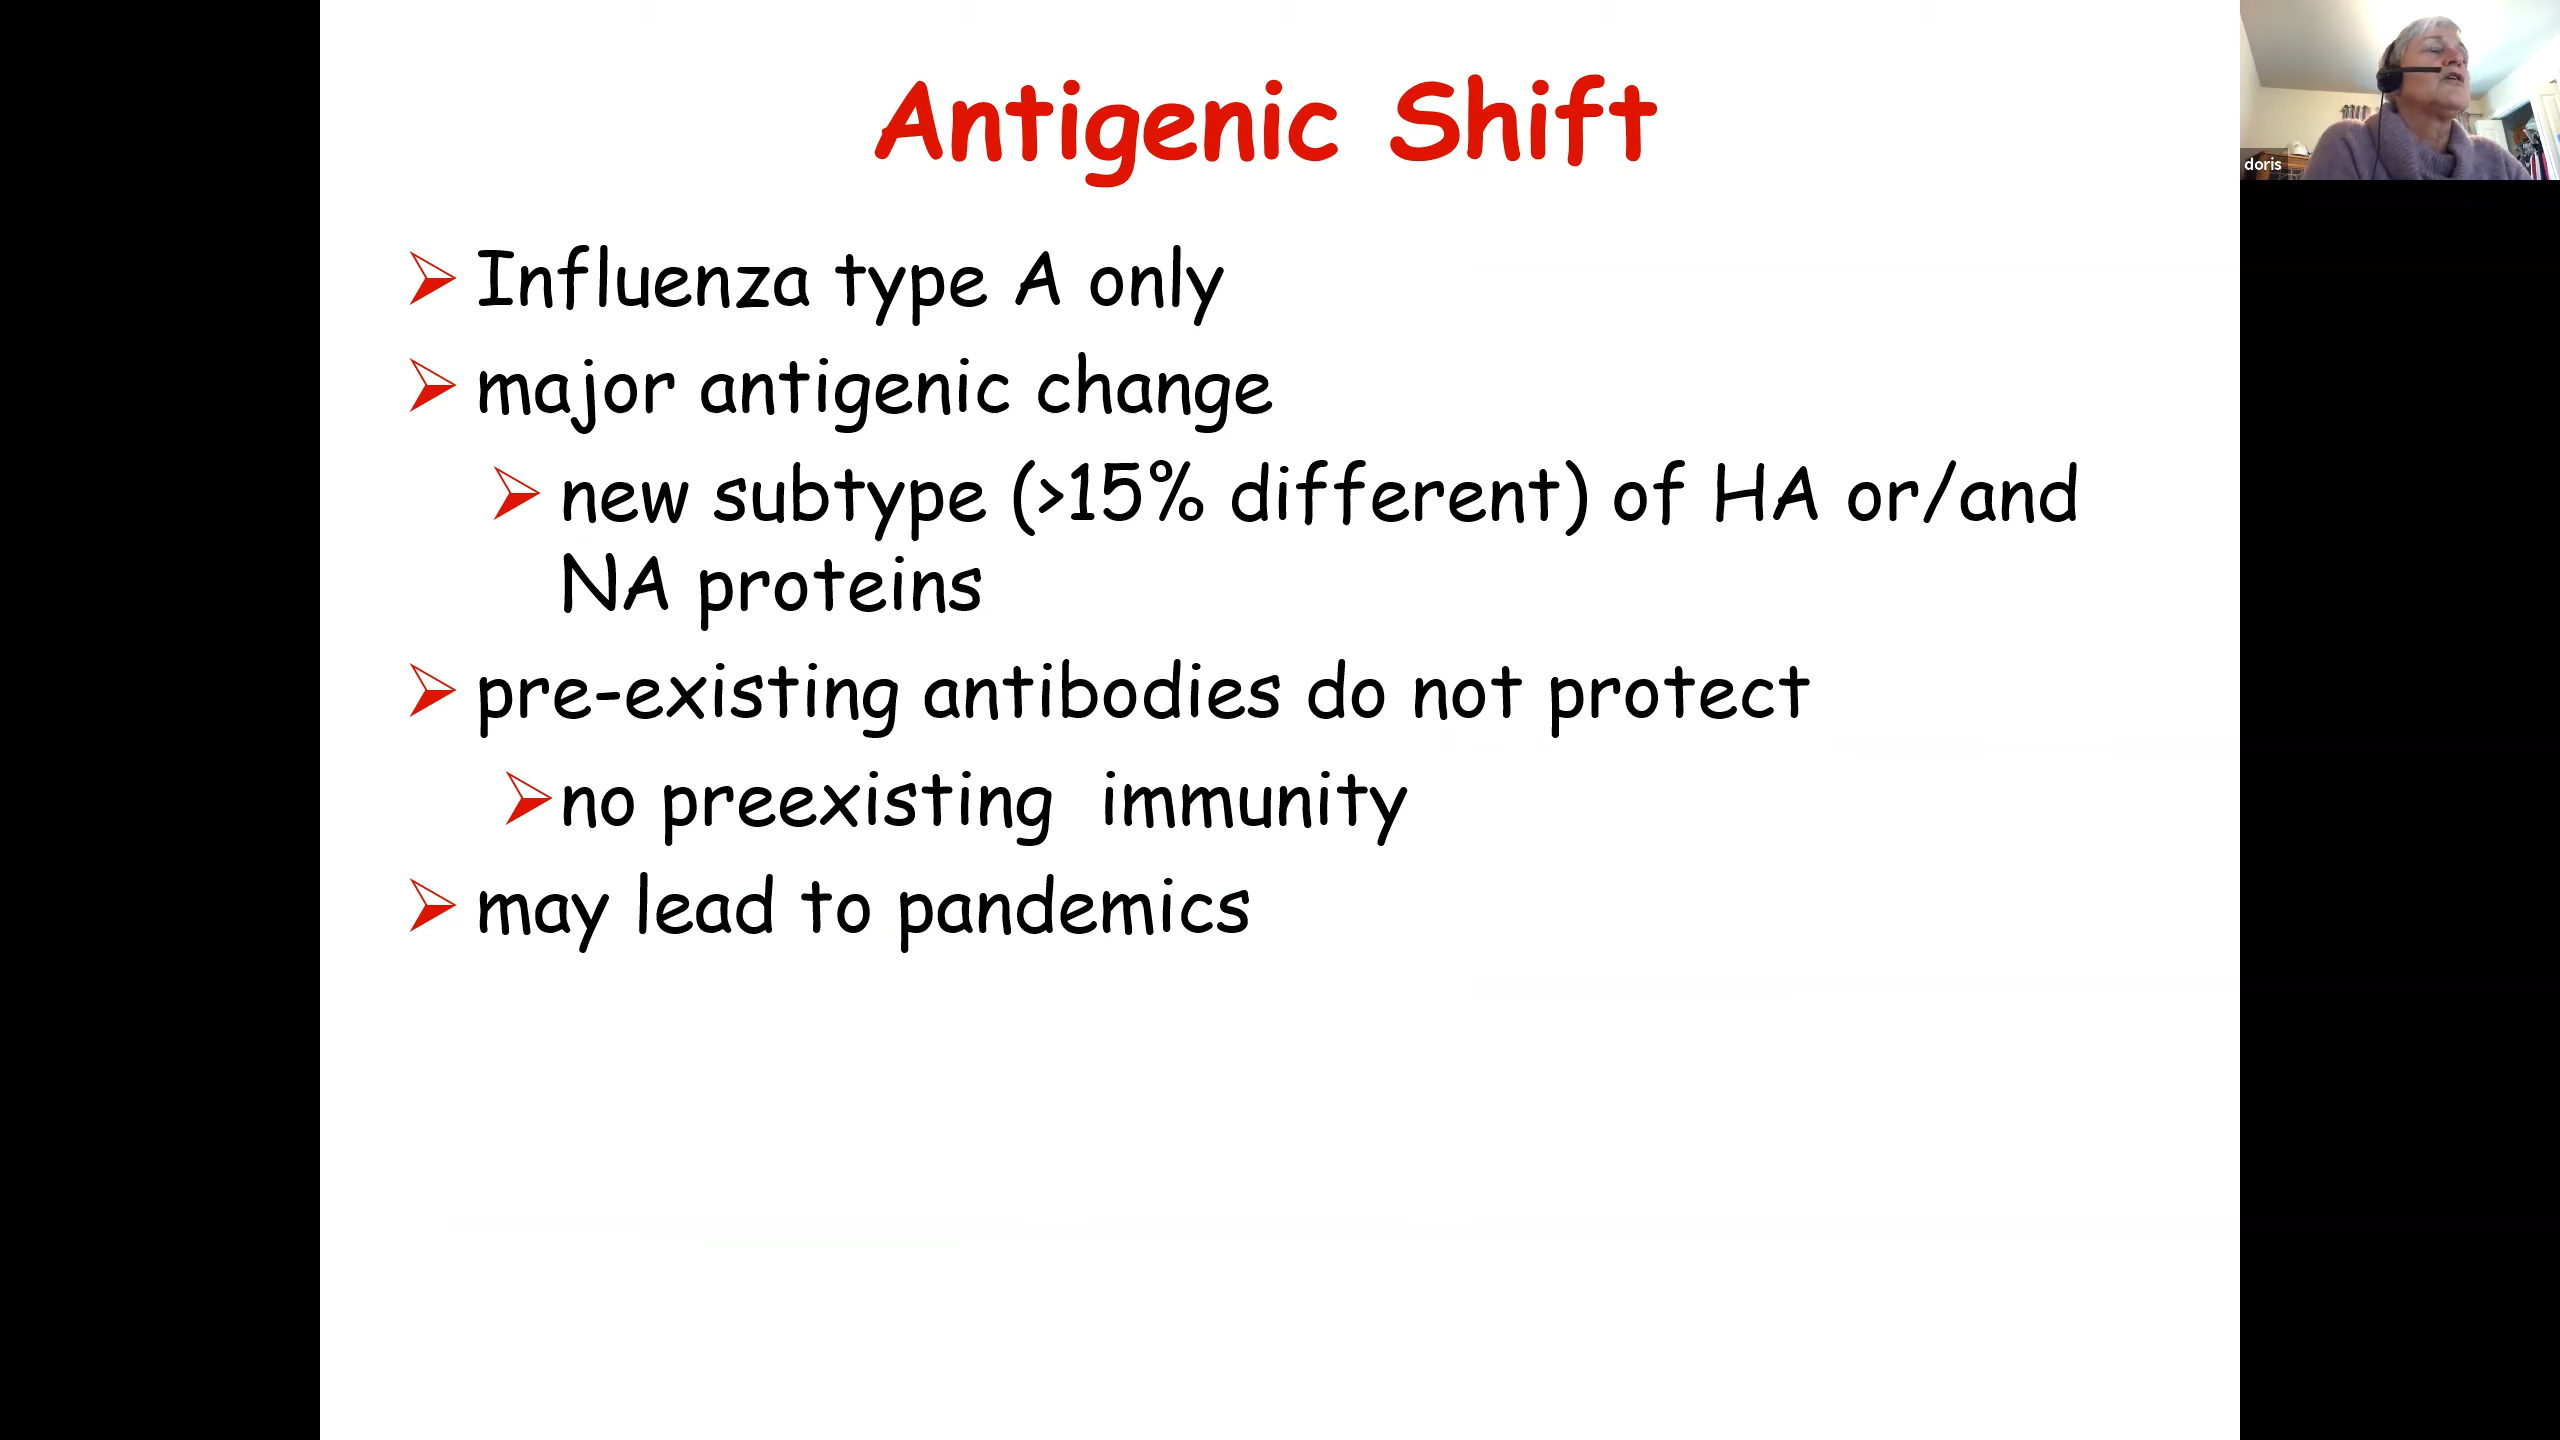 Antigenic Shift
Influenza type A only
major antigenic change
new subtype (>15% different) of HA or/and
NA proteins
pre-existing antibodies do not protect
no preexisting  immunity
may lead to pandemics
doris